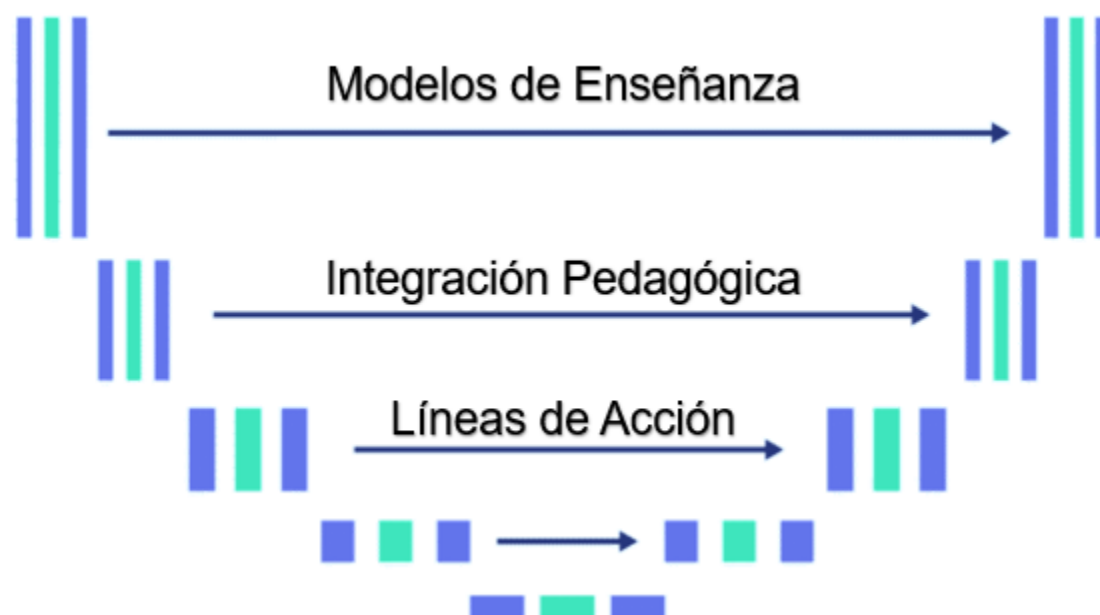 Modelos de Enseñanza
Integración Pedagógica
Líneas de Acción